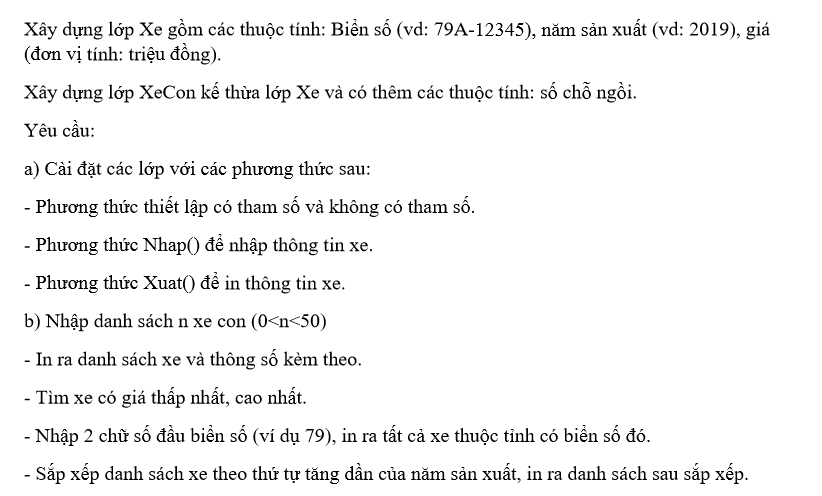 Xây dựng lớp Xe gồm các thuộc tính: Biển số (vd: 79A-12345), năm sản xuất (vd: 2019), giá
(đơn vị tính: triệu đồng).
Xây dựng lớp XeCon kế thừa lớp Xe và có thêm các thuộc tính: số chỗ ngồi.
Yêu cầu:
a) Cài đặt các lớp với các phương thức sau:
- Phương thức thiết lập có tham số và không có tham số.
- Phương thức Nhap() để nhập thông tin xe.
- Phương thức Xuat() để in thông tin xe.
b) Nhập danh sách n xe con (0<n<50)
- In ra danh sách xe và thông số kèm theo.
- Tìm xe có giá thấp nhất, cao nhất.
- Nhập 2 chữ số đầu biển số (ví dụ 79), in ra tất cả xe thuộc tỉnh có biển số đó.
- Sắp xếp danh sách xe theo thứ tự tăng dần của năm sản xuất, in ra danh sách sau sắp xếp.